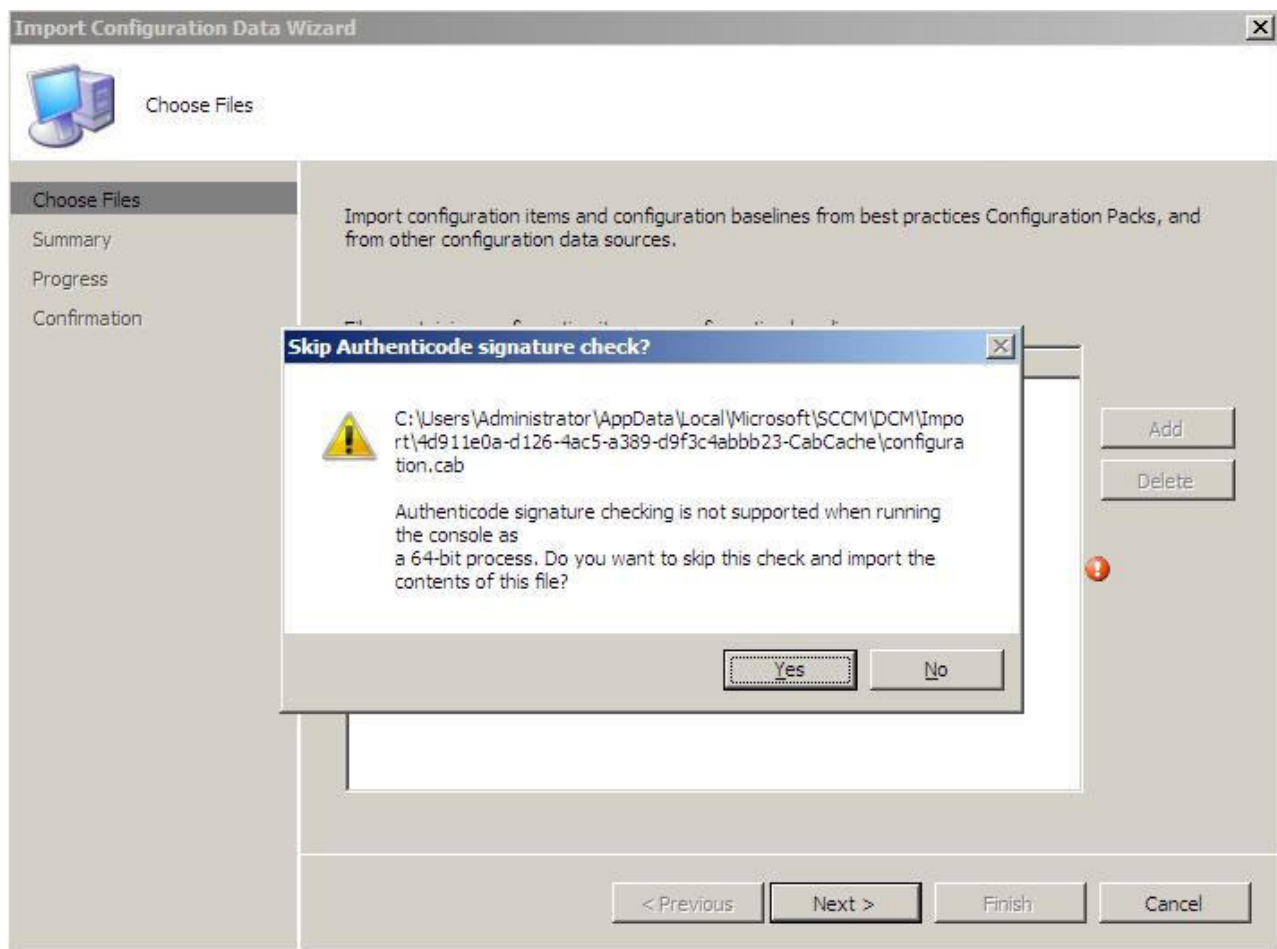 Import Configuration Data Wizard
Choose Files
Choose Files
Summary
Progress
Confirmation
Import configuration items and configuration baselines from best practices Configuration Packs, and
from other configuration data sources.
Skip Authenticode signature check?
C:\Users\Administrator\AppData\Local\Microsoft\SCCM\DCM\Impo
rt\4d911e0a-d126-4ac5-a389-d9f3c4abbb23-CabCache\configura
tion.cab
Authenticode signature checking is not supported when running
the console as
a 64-bit process. Do you want to skip this check and import the
contents of this file?
Yes
No
Add
Delete
< Previous
Next >
Finish
Cancel